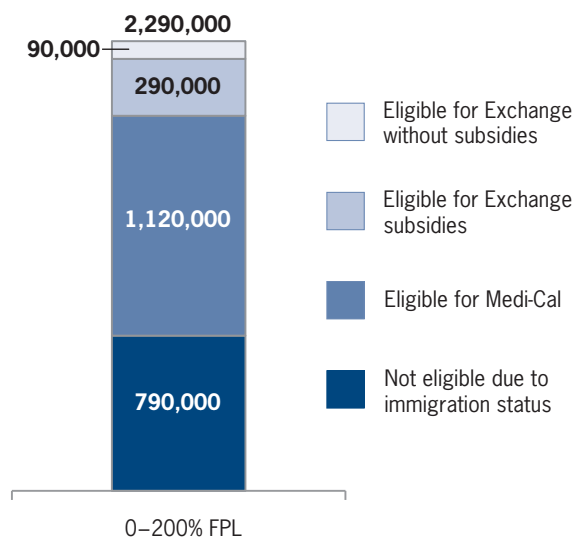 2,290,000
90,000
290,000
1,120,000
790,000
0–200% FPL
Eligible for Exchange
without subsidies
Eligible for Exchange
subsidies
Eligible for Medi-Cal
Not eligible due to
immigration status